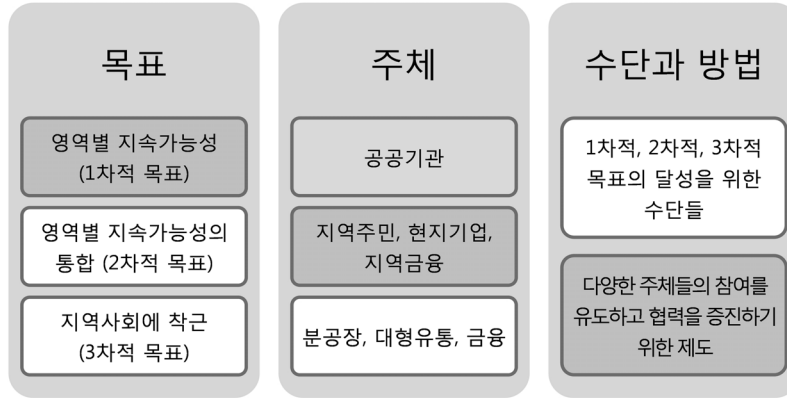 목표
영역별 지속가능성
(1차적 목표)
영역별 지속가능성의
통합 (2차적 목표)
지역사회에 착근
(3차적 목표)
주체
공공기관
지역주민, 현지기업,
지역금융
분공장, 대형유통, 금융
수단과 방법
1차적, 2차적, 3차적
목표의 달성을 위한
수단들
다양한 주체들의 참여를
유도하고 협력을 증진하기
위한 제도